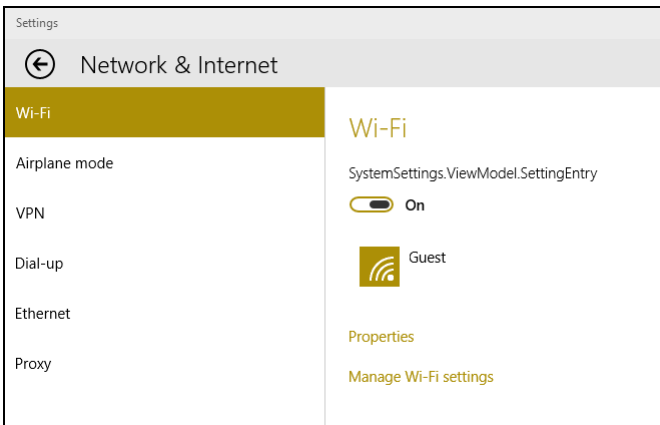 Settings
Network & Internet
Wi-Fi
Airplane mode
VPN
Dial-up
Ethernet
Proxy
Wi-Fi
SystemSettings.ViewModel.SettingEntry
On
Guest
Properties
Manage Wi-Fi settings